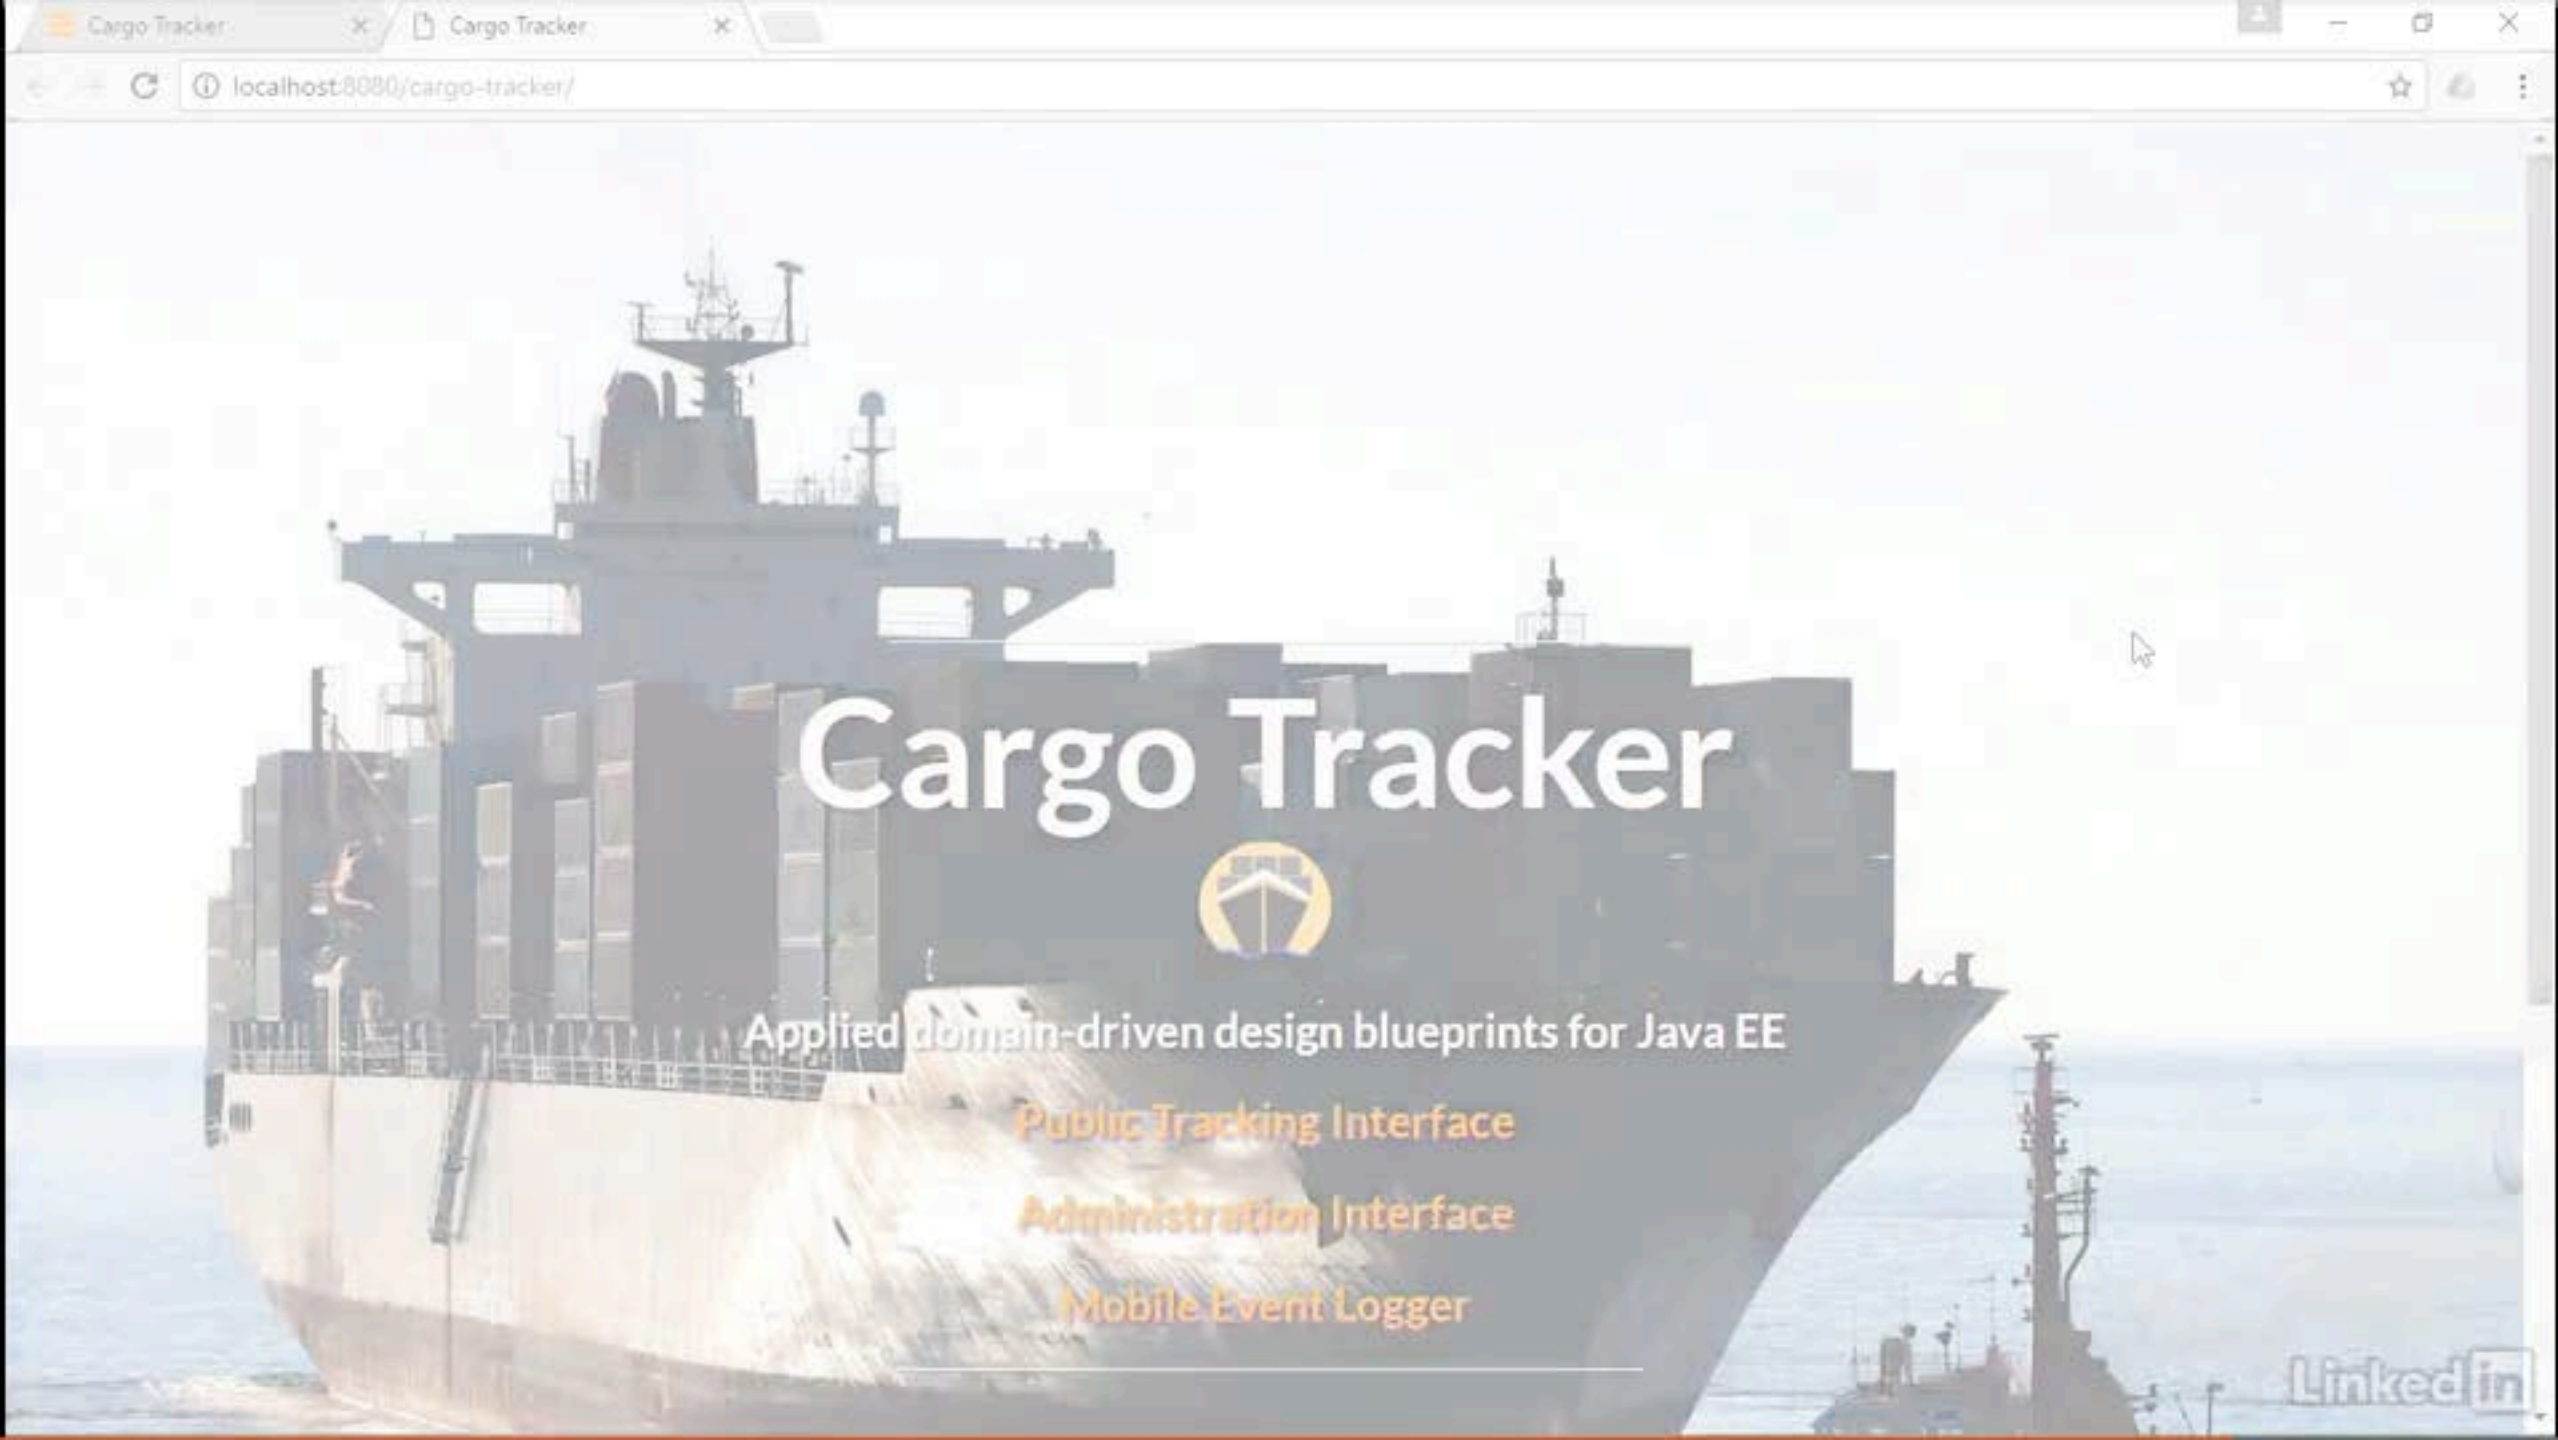 Cargo Tracker
Cargo Tracker
localhost:8080/cargo-tracker/
Cargo Tracker
Applied domain-driven design blueprints for Java EE
Public Tracking Interface
Administration Interface
Mobile Event Logger
Linked in